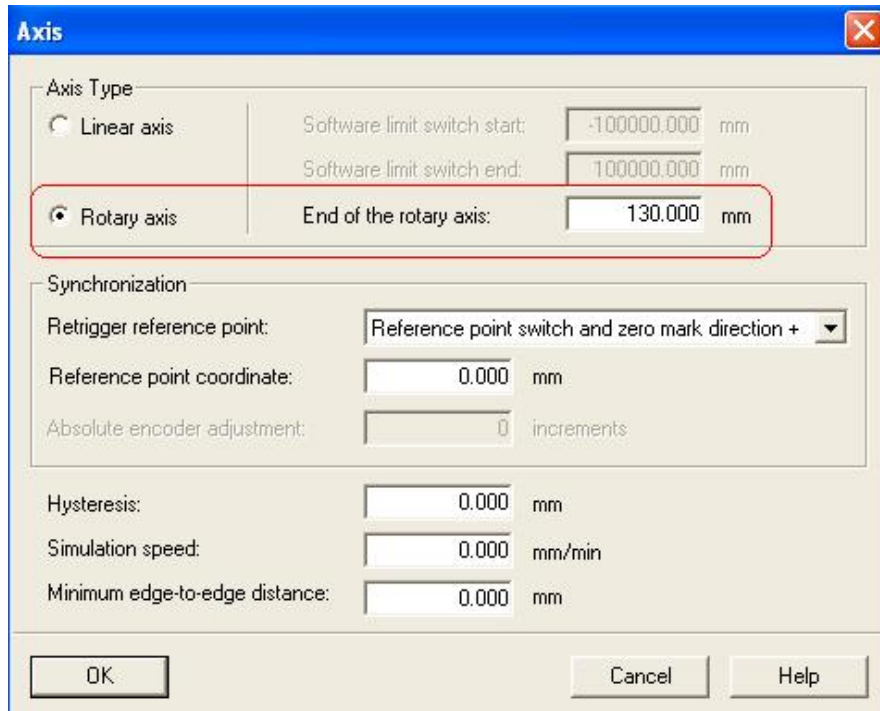 Axis
Axis Type
Linear axis
Software limit switch start: -100000.000 mm
Software limit switch end: 100000.000 mm
Rotary axis End of the rotary axis: 130.000 mm
Synchronization
Retrigger reference point: Reference point switch and zero mark direction +
Reference point coordinate: 0.000 mm
Absolute encoder adjustment: 0 increments
Hysteresis: 0.000 mm
Simulation speed: 0.000 mm/min
Minimum edge-to-edge distance: 0.000 mm
OK Cancel Help